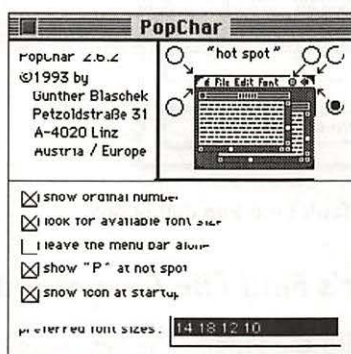 PopChar
PopChar 2.6.2
©1993 by
Gunther Blaschek
Petzoldstraße 31
A-4020 Linz
Austria / Europe
"hot spot"
File Edit Font
show ordinal number
look for available font size
leave the menu bar alone
show "P" at hot spot
show icon at startup
preferred font sizes:
14 18 12 10